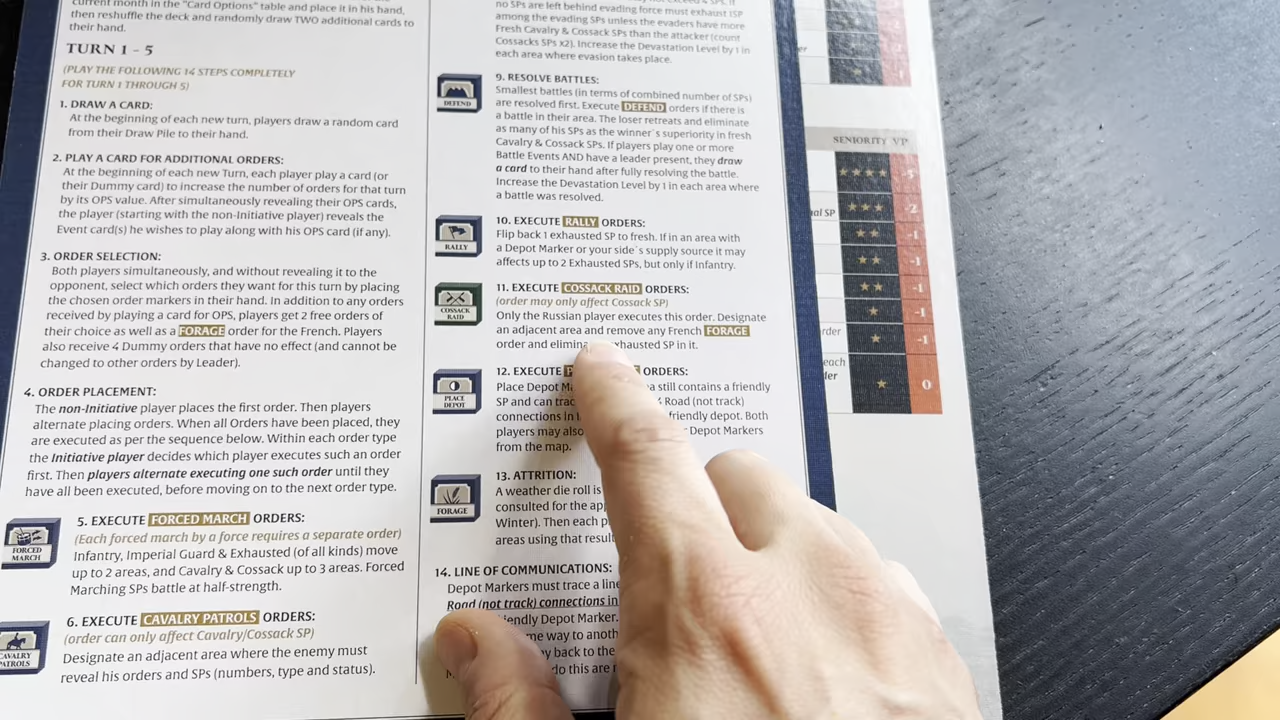 current month in the "Card Options" table and place it in his hand,
then reshuffle the deck and randomly draw TWO additional cards to
their hand.
TURN 1 - 5
(PLAY THE FOLLOWING 14 STEPS COMPLETELY
FOR TURN 1 THROUGH 5)
1. DRAW A CARD:
At the beginning of each new turn, players draw a random card
from their Draw Pile to their hand.
2. PLAY A CARD FOR ADDITIONAL ORDERS:
At the beginning of each new Turn, each player play a card (or
their Dummy card) to increase the number of orders for that turn
by its OPS value. After simultaneously revealing their OPS cards,
the player (starting with the non-Initiative player) reveals the
Event card(s) he wishes to play along with his OPS card (if any).
3. ORDER SELECTION:
Both players simultaneously, and without revealing it to the
opponent, select which orders they want for this turn by placing
the chosen order markers in their hand. In addition to any orders
received by playing a card for OPS, players get 2 free orders of
their choice as well as a FORAGE order for the French. Players
also receive 4 Dummy orders that have no effect (and cannot be
changed to other orders by Leader).
4. ORDER PLACEMENT:
The non-Initiative player places the first order. Then players
alternate placing orders. When all Orders have been placed, they
are executed as per the sequence below. Within each order type
the Initiative player decides which player executes such an order
first. Then players alternate executing one such order until they
have all been executed, before moving on to the next order type.
FORCED
MARCH
5. EXECUTE FORCED MARCH ORDERS:
(Each forced march by a force requires a separate order)
Infantry, Imperial Guard & Exhausted (of all kinds) move
up to 2 areas, and Cavalry & Cossack up to 3 areas. Forced
Marching SPs battle at half-strength.
CAVALRY
PATROLS
6. EXECUTE CAVALRY PATROLS ORDERS:
(order can only affect Cavalry/Cossack SP)
Designate an adjacent area where the enemy must
reveal his orders and SPs (numbers, type and status).
no SPs are left behind evading force must exhaust 1SP
among the evading SPs unless the evaders have more
Fresh Cavalry & Cossack SPs than the attacker (count
Cossacks SPs x2). Increase the Devastation Level by 1 in
each area where evasion takes place.
DEFEND
9. RESOLVE BATTLES:
Smallest battles (in terms of combined number of SPs)
are resolved first. Execute DEFEND orders if there is
a battle in their area. The loser retreats and eliminate
as many of his SPs as the winner´s superiority in fresh
Cavalry & Cossack SPs. If players play one or more
Battle Events AND have a leader present, they draw
a card to their hand after fully resolving the battle.
Increase the Devastation Level by 1 in each area where
a battle was resolved.
RALLY
10. EXECUTE RALLY ORDERS:
Flip back 1 exhausted SP to fresh. If in an area with
a Depot Marker or your side´s supply source it may
affects up to 2 Exhausted SPs, but only if Infantry.
COSSACK
RAID
11. EXECUTE COSSACK RAID ORDERS:
(order may only affect Cossack SP)
Only the Russian player executes this order. Designate
an adjacent area and remove any French FORAGE
order and elimina exhausted SP in it.
PLACE
DEPOT
12. EXECUTE ORDERS:
Place Depot still contains a friendly
SP and can Road (not track)
connections in friendly depot. Both
players may also Depot Markers
from the map.
FORAGE
13. ATTRITION:
A weather die roll is
consulted for the
Winter). Then each
areas using that
14. LINE OF COMMUNICATIONS:
Depot Markers must trace a line
Road (not track) connections in
Depot Marker.
way to
back to the
do this are
SENIORITY VP
-5
SP -2
-1
-1
-1
-1
-1
0